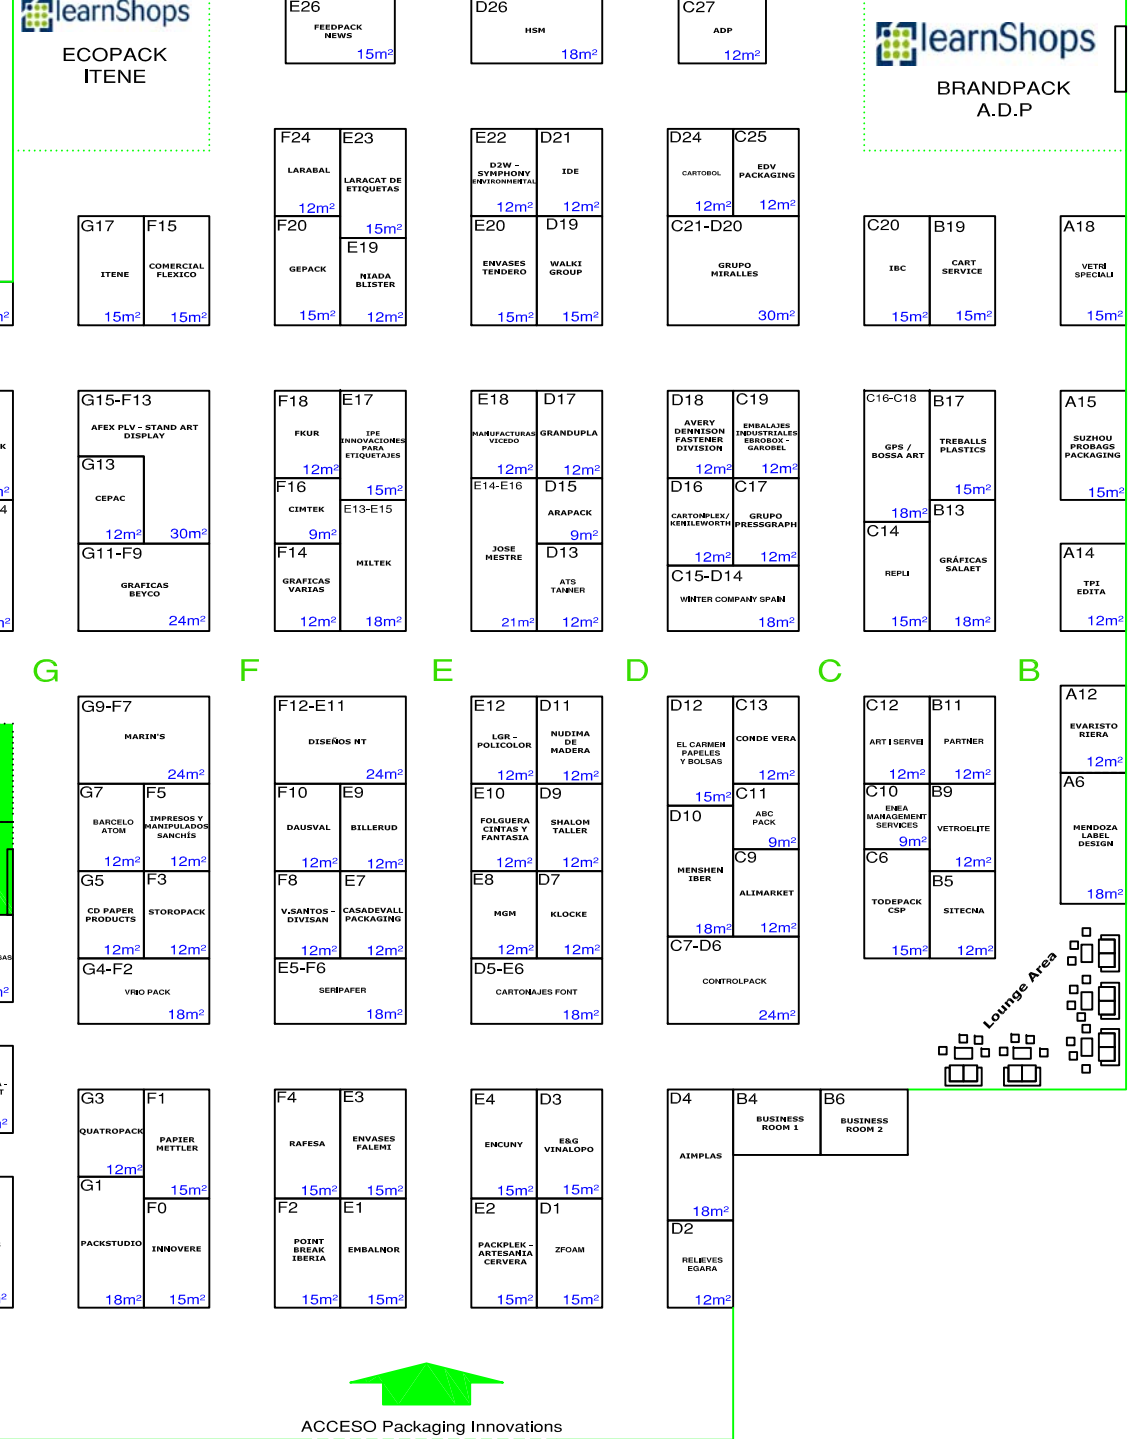 learnShops
ECOPACK
ITENE
E26
FEEDPACK
NEWS
15m²
D26
HSM
18m²
C27
ADP
12m²
learnShops
BRANDPACK
A.D.P
F24
LARABAL
12m²
E23
LARACAT DE
ETIQUETAS
15m²
F20
GEPACK
15m²
E19
NIADA
BLISTER
12m²
E22
D2W -
SYMPHONY
ENVIRONMENTAL
12m²
D21
IDE
12m²
E20
ENVASES
TENDERO
15m²
D19
WALKI
GROUP
15m²
D24
CARTOBOL
12m²
C25
EDV
PACKAGING
12m²
C21-D20
GRUPO
MIRALLES
30m²
G17
ITENE
15m²
F15
COMERCIAL
FLEXICO
15m²
C20
IBC
15m²
B19
CART
SERVICE
15m²
A18
VETRI
SPECIALI
15m²
G15-F13
AFEX PLV - STAND ART
DISPLAY
30m²
G13
CEPAC
12m²
G11-F9
GRAFICAS
BEYCO
24m²
F18
FKUR
12m²
E17
IPE
INNOVACIONES
PARA
ETIQUETAJES
15m²
F16
CIMTEK
9m²
E13-E15
MILTEK
18m²
F14
GRAFICAS
VARIAS
12m²
E18
MANUFACTURAS
VICEDO
12m²
D17
GRANDUPLA
12m²
E14-E16
JOSE
MESTRE
21m²
D15
ARAPACK
9m²
D13
ATS
TANNER
12m²
D18
AVERY
DENNISON
FASTENER
DIVISION
12m²
C19
EMBALAJES
INDUSTRIALES
EBROBOX -
GAROBEL
12m²
D16
CARTONPLEX/
KENILEWORTH
12m²
C17
GRUPO
PRESSGRAPH
12m²
C15-D14
WINTER COMPANY SPAIN
18m²
C16-C18
GPS /
BOSSA ART
18m²
B17
TREBALLS
PLASTICS
15m²
C14
REPLI
15m²
B13
GRÁFICAS
SALAET
18m²
A15
SUZHOU
PROBAGS
PACKAGING
15m²
A14
TPI
EDITA
12m²
G
F
E
D
C
B
G9-F7
MARIN'S
24m²
G7
BARCELO
ATOM
12m²
F5
IMPRESOS Y
MANIPULADOS
SANCHÍS
12m²
G5
CD PAPER
PRODUCTS
12m²
F3
STOROPACK
12m²
G4-F2
VRIO PACK
18m²
F12-E11
DISEÑOS NT
24m²
F10
DAUSVAL
12m²
E9
BILLERUD
12m²
F8
V.SANTOS -
DIVISAN
12m²
E7
CASADEVALL
PACKAGING
12m²
E5-F6
SERIPAFER
18m²
E12
LGR -
POLICOLOR
12m²
D11
NUDIMA
DE
MADERA
12m²
E10
FOLGUERA
CINTAS Y
FANTASIA
12m²
D9
SHALOM
TALLER
12m²
E8
MGM
12m²
D7
KLOCKE
12m²
D5-E6
CARTONAJES FONT
18m²
D12
EL CARMEN
PAPELES
Y BOLSAS
15m²
C13
CONDE VERA
12m²
C11
ABC
PACK
9m²
D10
MENSHEN
IBER
18m²
C9
ALIMARKET
12m²
C7-D6
CONTROLPACK
24m²
C12
ART I SERVEI
12m²
B11
PARTNER
12m²
C10
ENEA
MANAGEMENT
SERVICES
9m²
B9
VETROELITE
12m²
C6
TODEPACK
CSP
15m²
B5
SITECNA
12m²
A12
EVARISTO
RIERA
12m²
A6
MENDOZA
LABEL
DESIGN
18m²
Lounge Area
G3
QUATROPACK
12m²
F1
PAPIER
METTLER
15m²
G1
PACKSTUDIO
18m²
F0
INNOVERE
15m²
F4
RAFESA
15m²
E3
ENVASES
FALEMI
15m²
F2
POINT
BREAK
IBERIA
15m²
E1
EMBALNOR
15m²
E4
ENCUNY
15m²
D3
E&G
VINALOPO
15m²
E2
PACKPLEK -
ARTESANIA
CERVERA
15m²
D1
ZFOAM
15m²
D4
AIMPLAS
18m²
B4
BUSINESS
ROOM 1
B6
BUSINESS
ROOM 2
D2
RELIEVES
EGARA
12m²
ACCESO Packaging Innovations